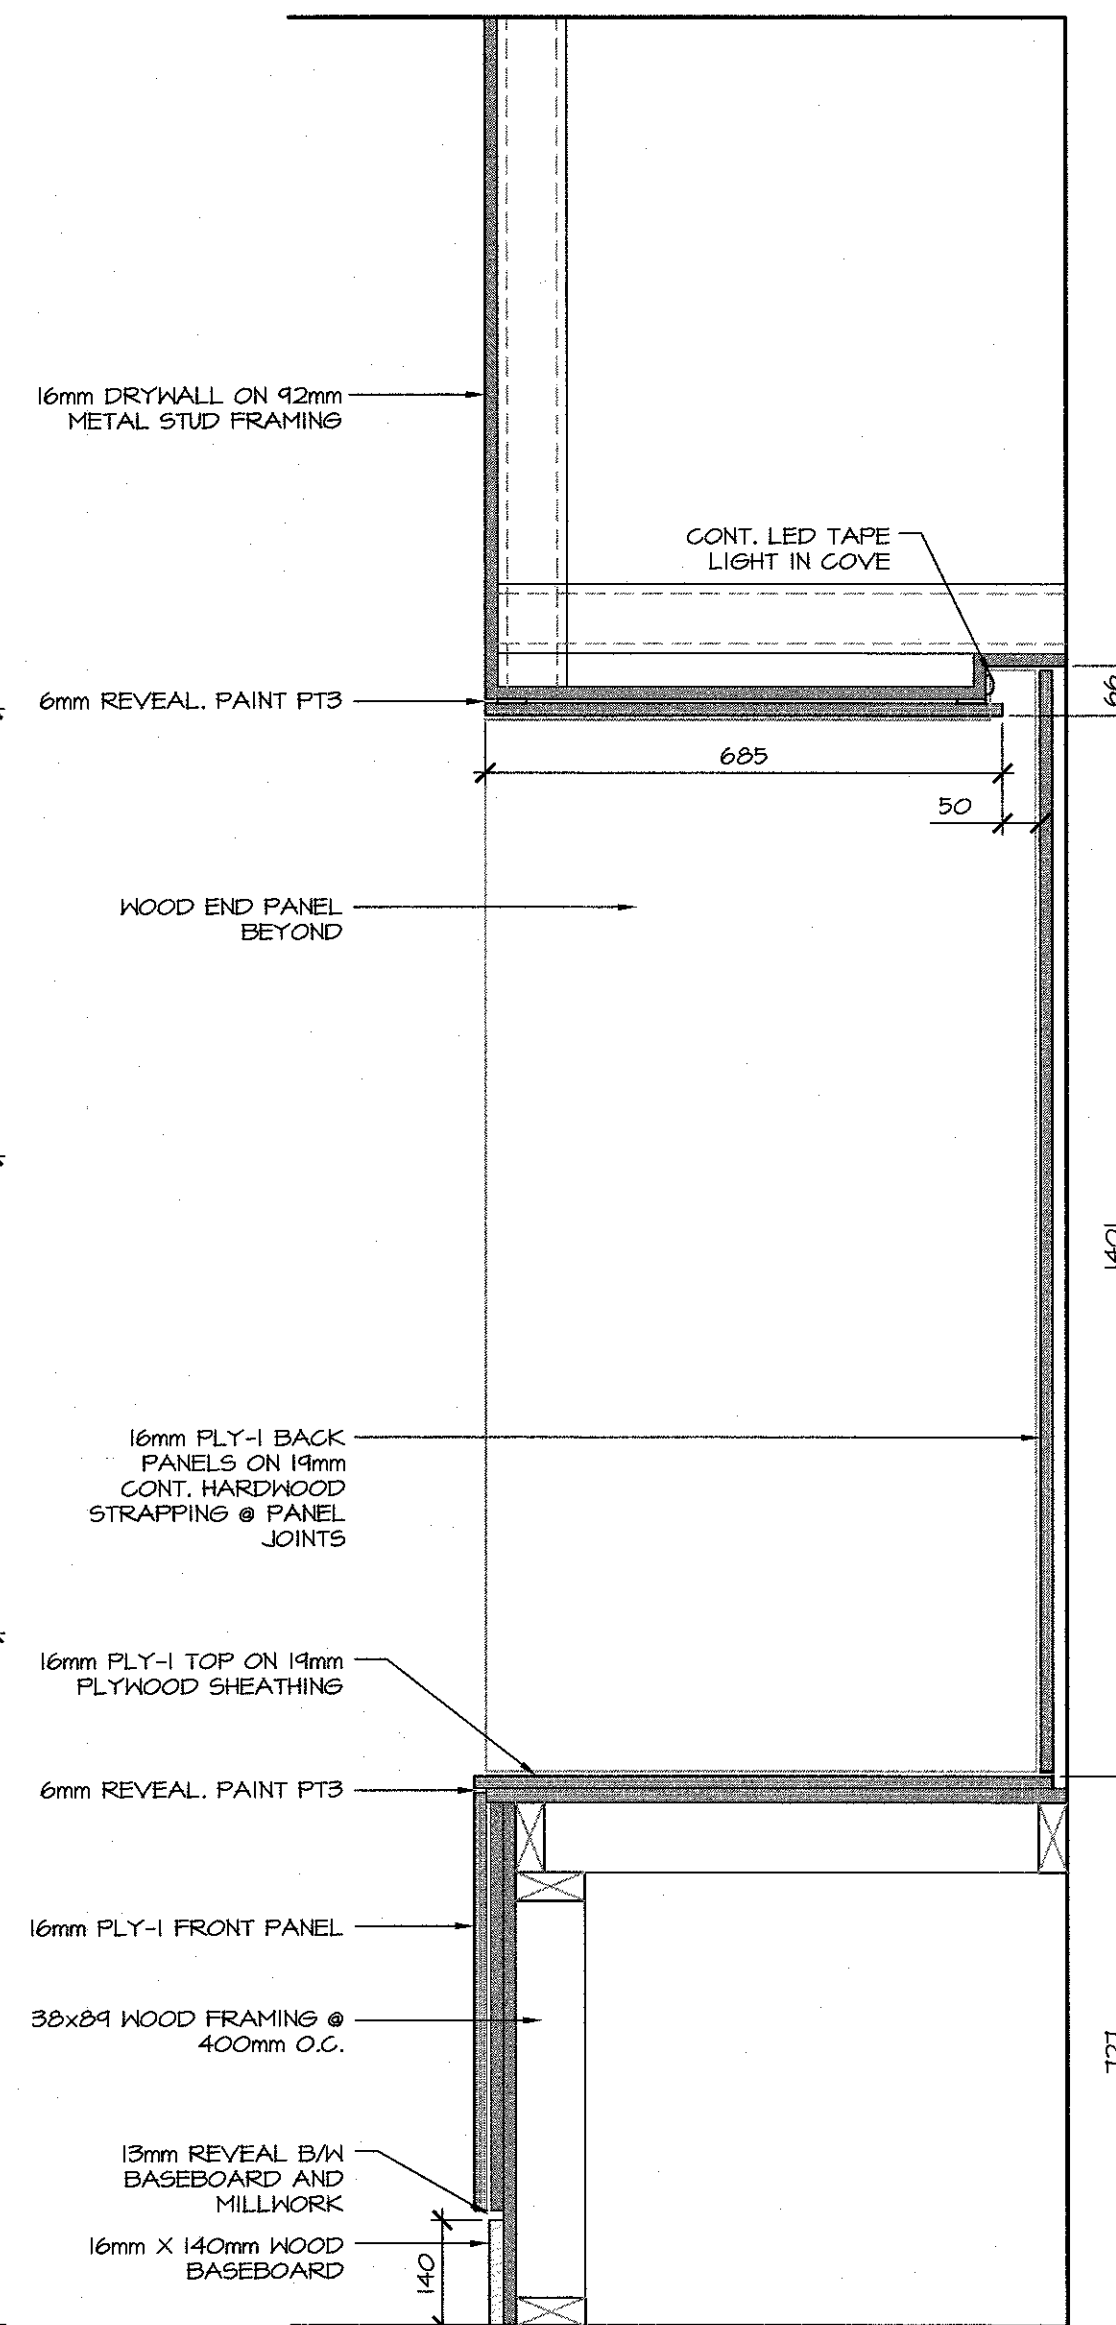 16mm DRYWALL ON 92mm
METAL STUD FRAMING
CONT. LED TAPE
LIGHT IN COVE
6mm REVEAL. PAINT PT3
66
685
50
WOOD END PANEL
BEYOND
1401
16mm PLY-1 BACK
PANELS ON 19mm
CONT. HARDWOOD
STRAPPING @ PANEL
JOINTS
16mm PLY-1 TOP ON 19mm
PLYWOOD SHEATHING
6mm REVEAL. PAINT PT3
16mm PLY-1 FRONT PANEL
38x89 WOOD FRAMING @
400mm O.C.
727
13mm REVEAL B/W
BASEBOARD AND
MILLWORK
16mm X 140mm WOOD
BASEBOARD
140